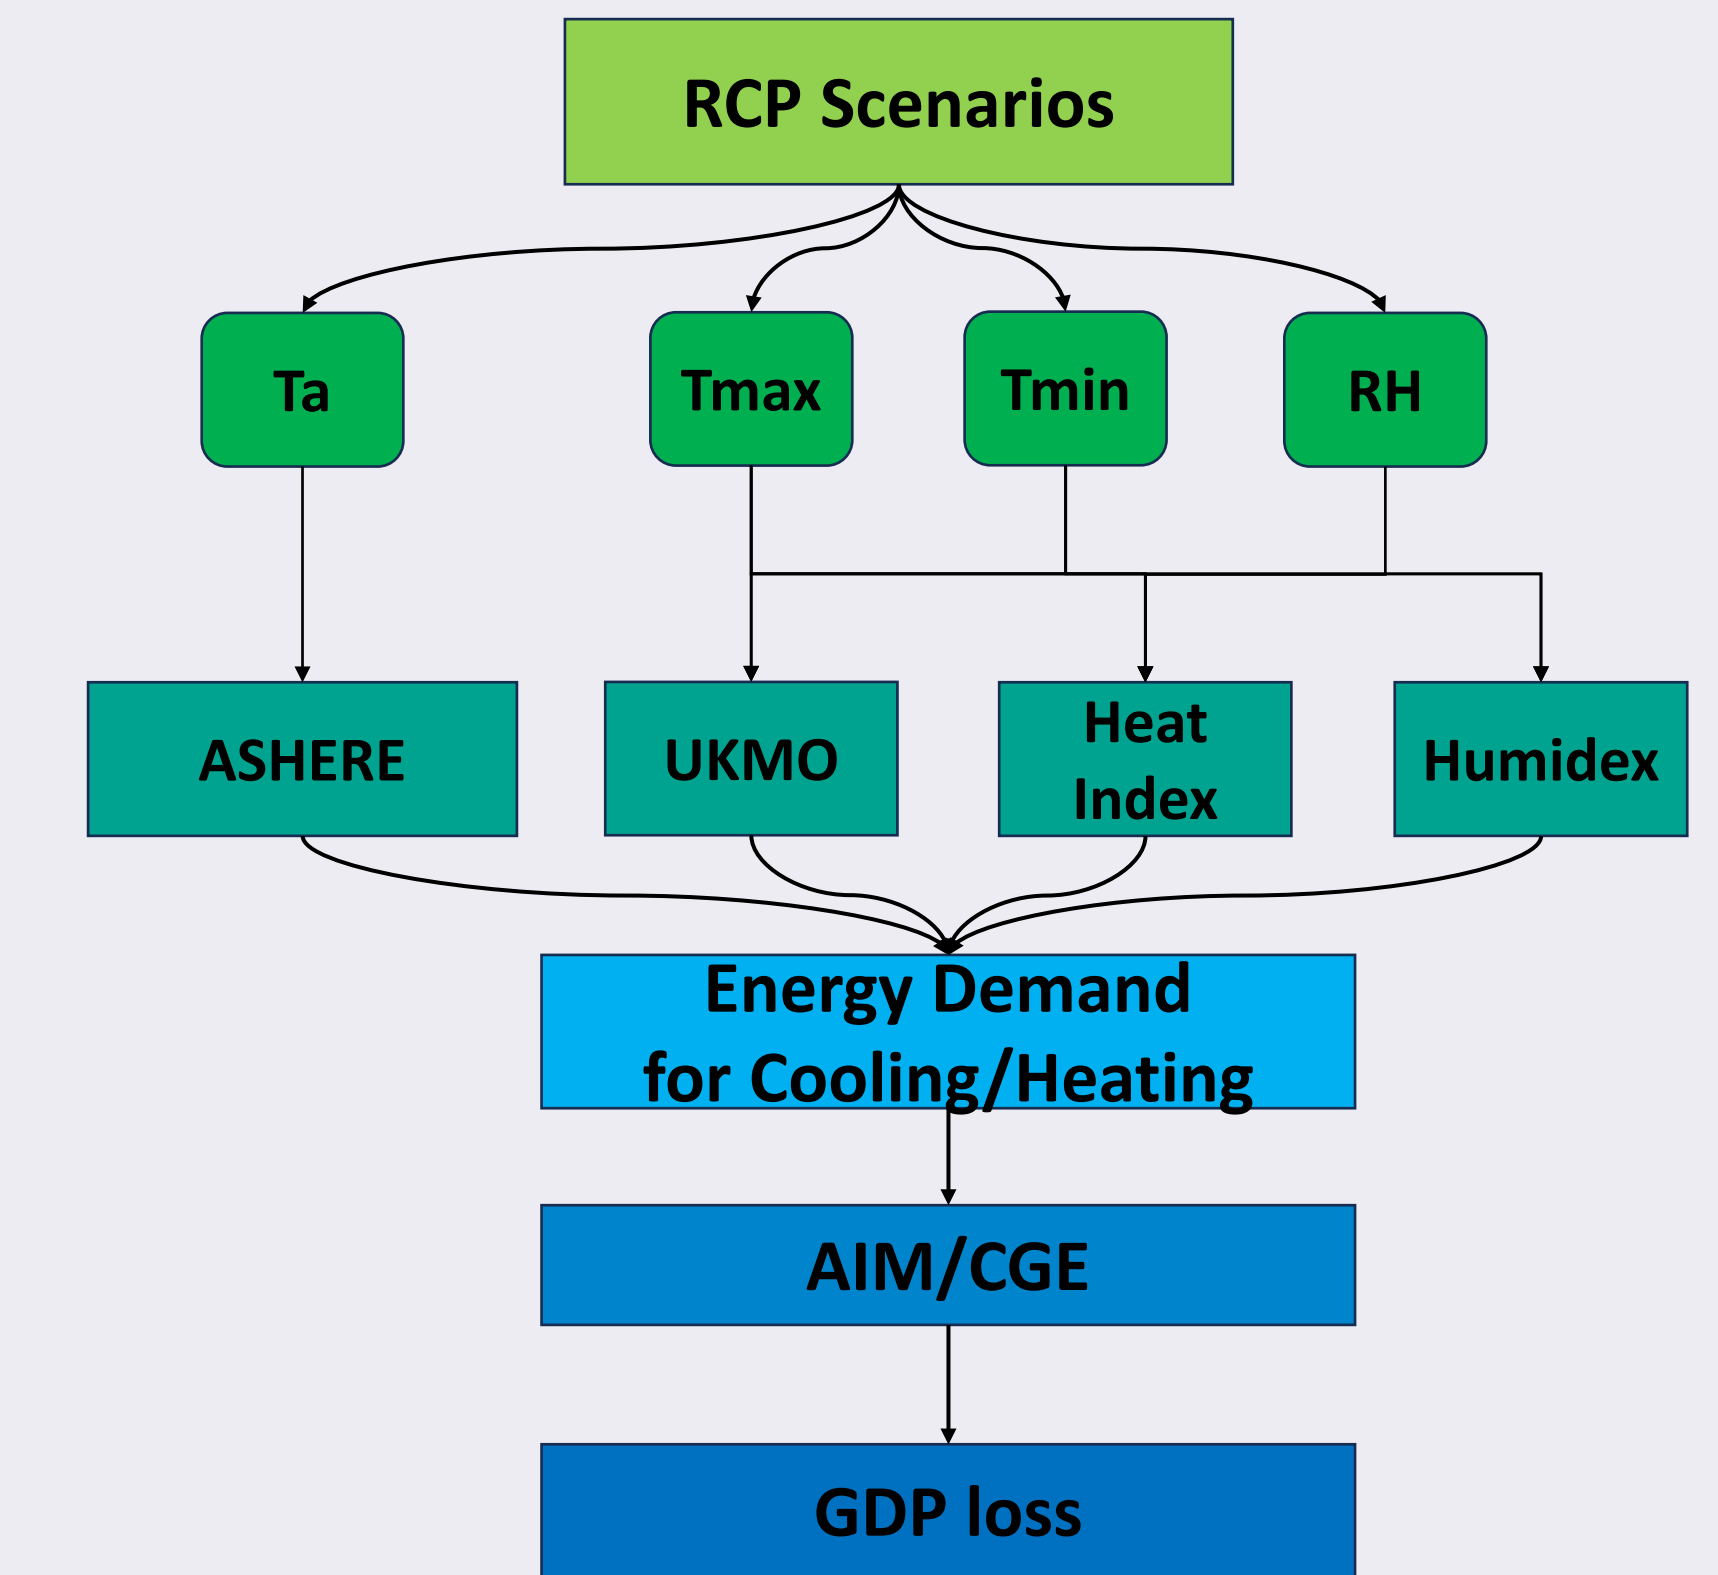 RCP Scenarios
Ta
Tmax
Tmin
RH
ASHERE
UKMO
Heat
Index
Humidex
Energy Demand
for Cooling/Heating
AIM/CGE
GDP loss